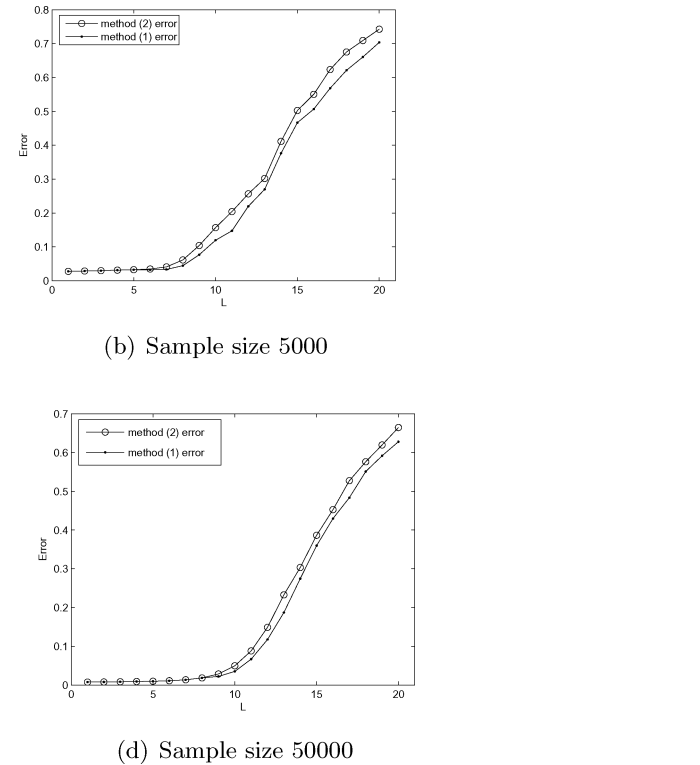 0.8
method (2) error
method (1) error
0.7
0.6
0.5
0.4
0.3
0.2
0.1
0
Error
0 5 10 15 20
L
(b) Sample size 5000
0.7
method (2) error
method (1) error
0.6
0.5
0.4
0.3
0.2
0.1
0
Error
0 5 10 15 20
L
(d) Sample size 50000